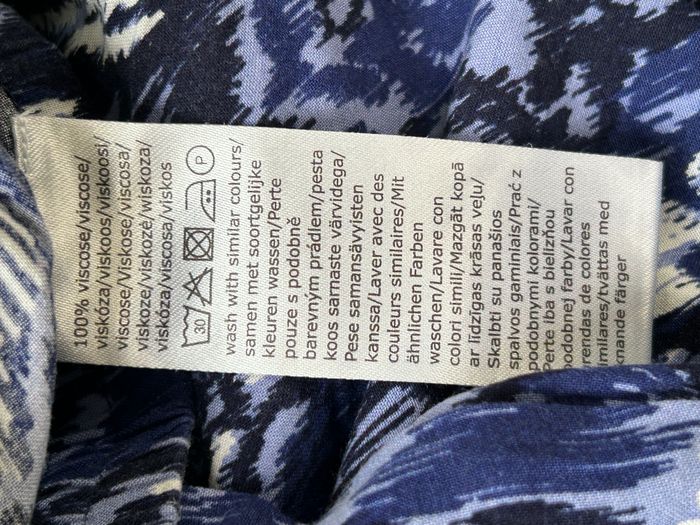 100% viscose/viscose/
viskóza/viskoos/viskoosi/
viscose/Viskose/viscosa/
viskoze/viskozė/wiskoza/
viskóza/viscosa/viskos
30 P
wash with similar colours/
samen met soortgelijke
kleuren wassen/Perte
pouze s podobně
barevným prádlem/pesta
koos samaste värvidega/
Pese samansävyisten
kanssa/Laver avec des
couleurs similaires/Mit
ähnlichen Farben
waschen/Lavare con
colori simili/Mazgāt kopā
ar līdzīgas krāsas veļu/
Skalbti su panašios
spalvos gaminiais/Prać z
podobnymi kolorami/
Perte iba s bielizňou
podobnej farby/Lavar con
prendas de colores
similares/tvättas med
liknande färger